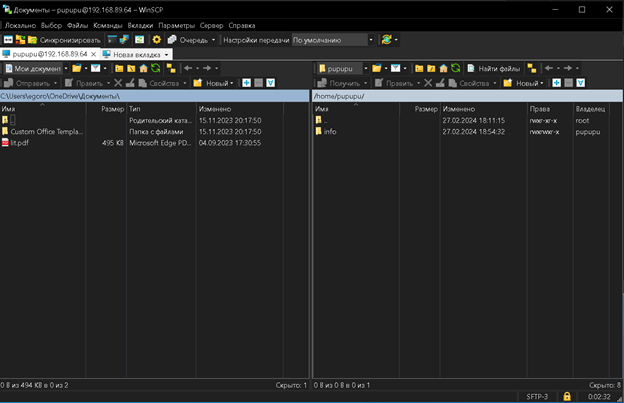 Документы – pupupu@192.168.89.64 – WinSCP
Локально Выбор Файлы Команды Вкладки Параметры Сервер Справка
Синхронизировать Очередь Настройки передачи По умолчанию
pupupu@192.168.89.64 × Новая вкладка
Мои документ
Отправить Править Свойства Новый
C:\Users\egoro\OneDrive\Документы\
Имя Размер Тип Изменено
.. Родительский ката... 15.11.2023 20:17:50
Custom Office Templa... Папка с файлами 15.11.2023 20:17:50
lit.pdf 495 KB Microsoft Edge PD... 04.09.2023 17:30:55
0 B из 494 KB в 0 из 2 Скрыто: 1
pupupu Найти файлы
Получить Править Свойства Новый
/home/pupupu/
Имя Размер Изменено Права Владелец
.. 27.02.2024 18:11:15 rwxr-xr-x root
info 27.02.2024 18:54:32 rwxrwxr-x pupupu
0 B из 0 B в 0 из 1 Скрыто: 8
SFTP-3 0:02:32